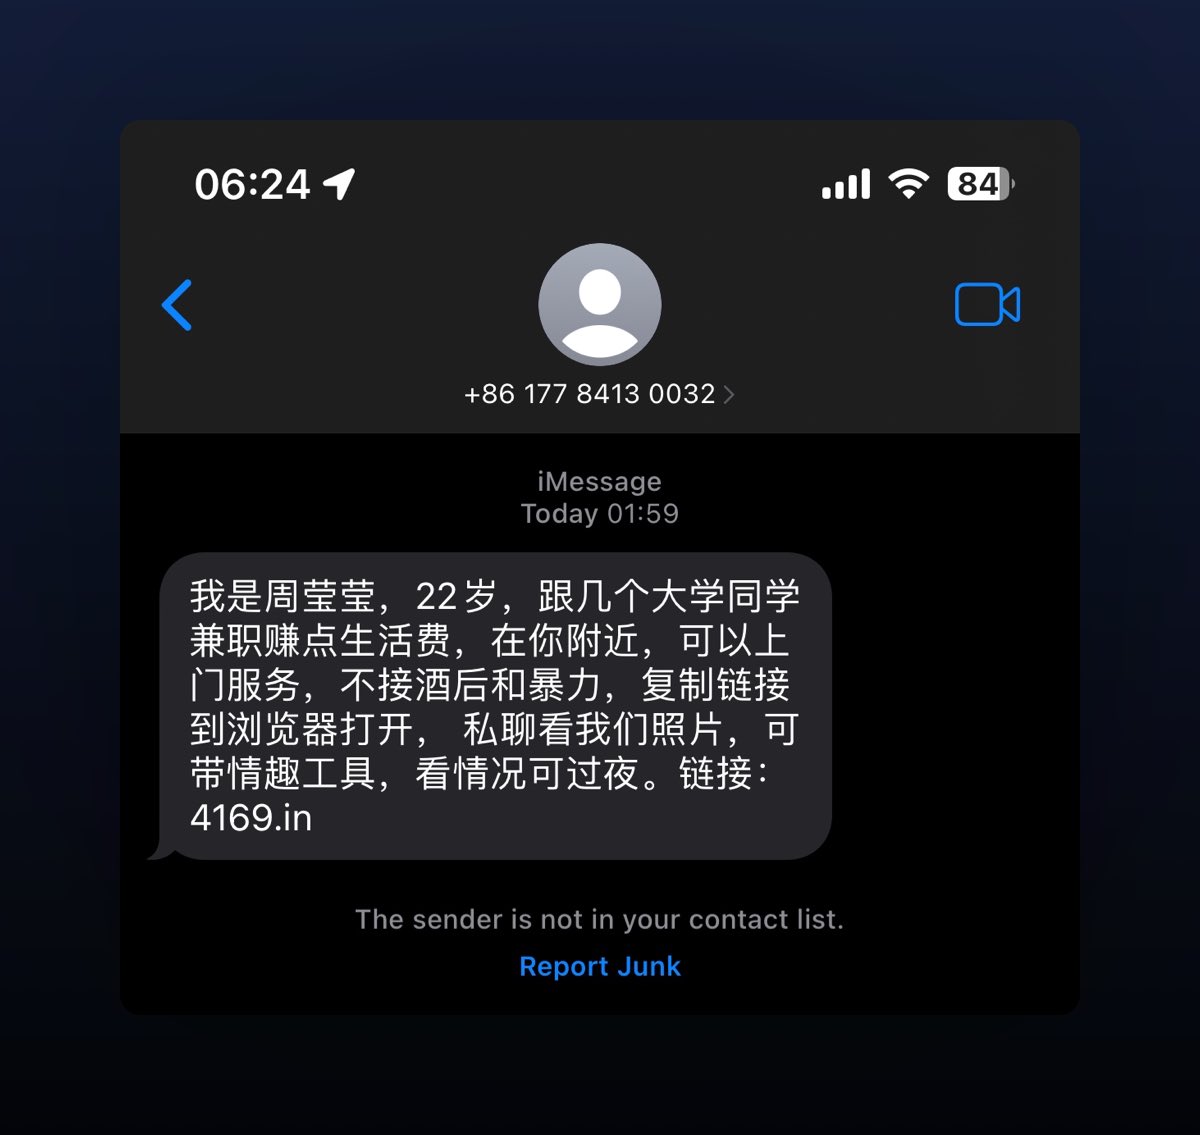 06:24
84
+86 177 8413 0032
iMessage
Today 01:59
我是周莹莹，22岁，跟几个大学同学
兼职赚点生活费，在你附近，可以上
门服务，不接酒后和暴力，复制链接
到浏览器打开， 私聊看我们照片，可
带情趣工具，看情况可过夜。链接：
4169.in
The sender is not in your contact list.
Report Junk